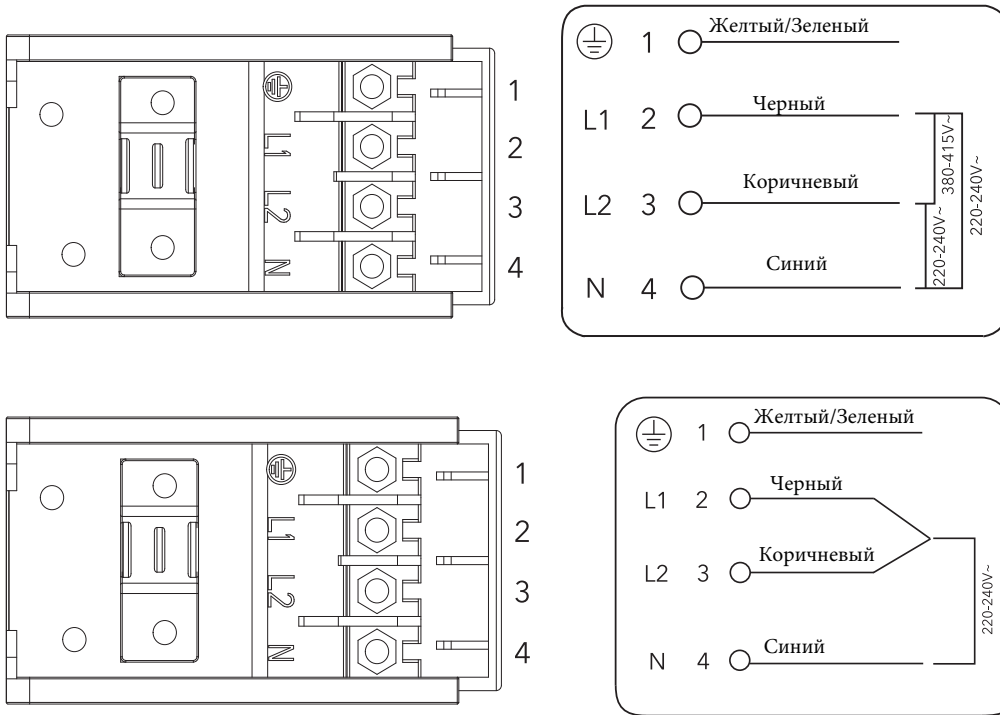 L1
L2
N
1
2
3
4
1 Желтый/Зеленый
L1 2 Черный
L2 3 Коричневый
N 4 Синий
380-415V~
220-240V~
220-240V~
L1
L2
N
1
2
3
4
1 Желтый/Зеленый
L1 2 Черный
L2 3 Коричневый
N 4 Синий
220-240V~